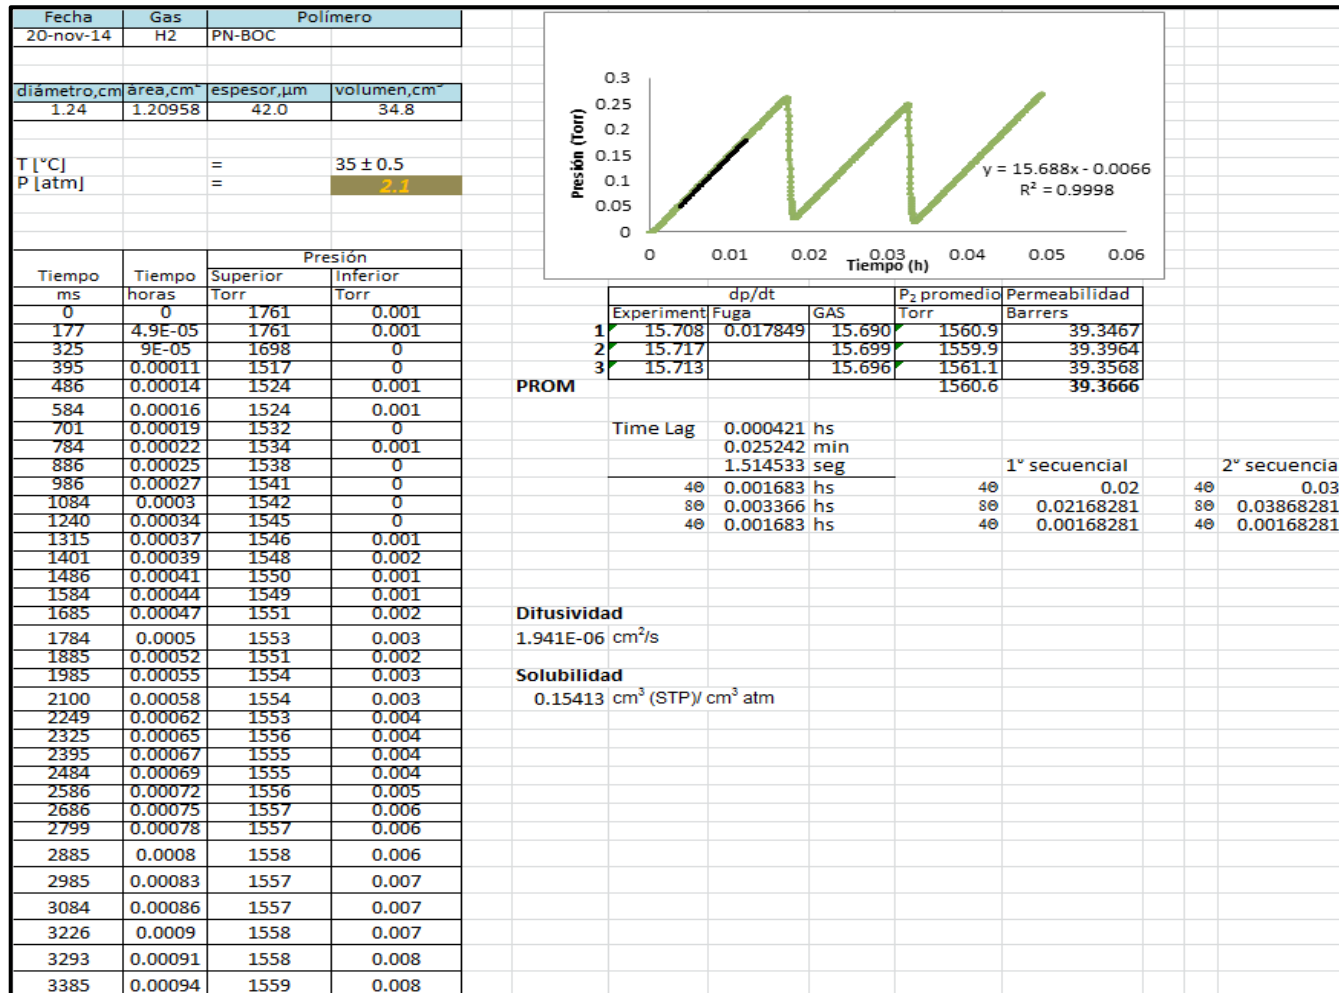 Fecha Gas Polímero
20-nov-14 H2 PN-BOC
diámetro,cm área,cm² espesor,µm volumen,cm³
1.24 1.20958 42.0 34.8
T [°C] = 35 ± 0.5
P [atm] = 2.1
Presión (Torr)
0.3
0.25
0.2
0.15
0.1
0.05
0
y = 15.688x - 0.0066
R² = 0.9998
0 0.01 0.02 0.03 0.04 0.05 0.06
Tiempo (h)
Presión
Tiempo Tiempo Superior Inferior
ms horas Torr Torr
0 0 1761 0.001
177 4.9E-05 1761 0.001
325 9E-05 1698 0
395 0.00011 1517 0
486 0.00014 1524 0.001
584 0.00016 1524 0.001
701 0.00019 1532 0
784 0.00022 1534 0.001
886 0.00025 1538 0
986 0.00027 1541 0
1084 0.0003 1542 0
1240 0.00034 1545 0
1315 0.00037 1546 0.001
1401 0.00039 1548 0.002
1486 0.00041 1550 0.001
1584 0.00044 1549 0.001
1685 0.00047 1551 0.002
1784 0.0005 1553 0.003
1885 0.00052 1551 0.002
1985 0.00055 1554 0.003
2100 0.00058 1554 0.003
2249 0.00062 1553 0.004
2325 0.00065 1556 0.004
2395 0.00067 1555 0.004
2484 0.00069 1555 0.004
2586 0.00072 1556 0.005
2686 0.00075 1557 0.006
2799 0.00078 1557 0.006
2885 0.0008 1558 0.006
2985 0.00083 1557 0.007
3084 0.00086 1557 0.007
3226 0.0009 1558 0.007
3293 0.00091 1558 0.008
3385 0.00094 1559 0.008
dp/dt P₂ promedio Permeabilidad
Experiment Fuga GAS Torr Barrers
1 15.708 0.017849 15.690 1560.9 39.3467
2 15.717 15.699 1559.9 39.3964
3 15.713 15.696 1561.1 39.3568
PROM 1560.6 39.3666
Time Lag 0.000421 hs
0.025242 min
1.514533 seg 1° secuencial 2° secuencia
4Θ 0.001683 hs 4Θ 0.02 4Θ 0.03
8Θ 0.003366 hs 8Θ 0.02168281 8Θ 0.03868281
4Θ 0.001683 hs 4Θ 0.00168281 4Θ 0.00168281
Difusividad
1.941E-06 cm²/s
Solubilidad
0.15413 cm³ (STP)/ cm³ atm